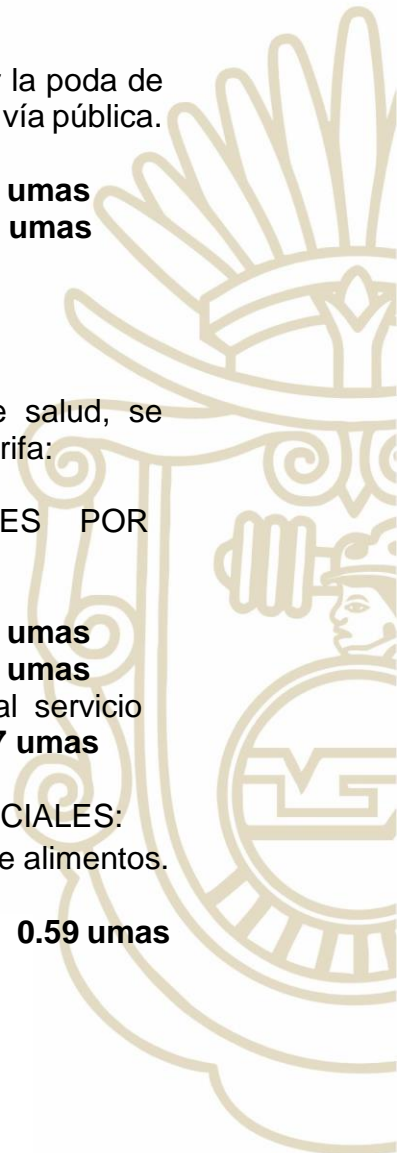 la poda de
vía pública.
umas
umas
salud, se
rifa:
ES POR
umas
umas
al servicio
7 umas
CIALES:
e alimentos.
0.59 umas